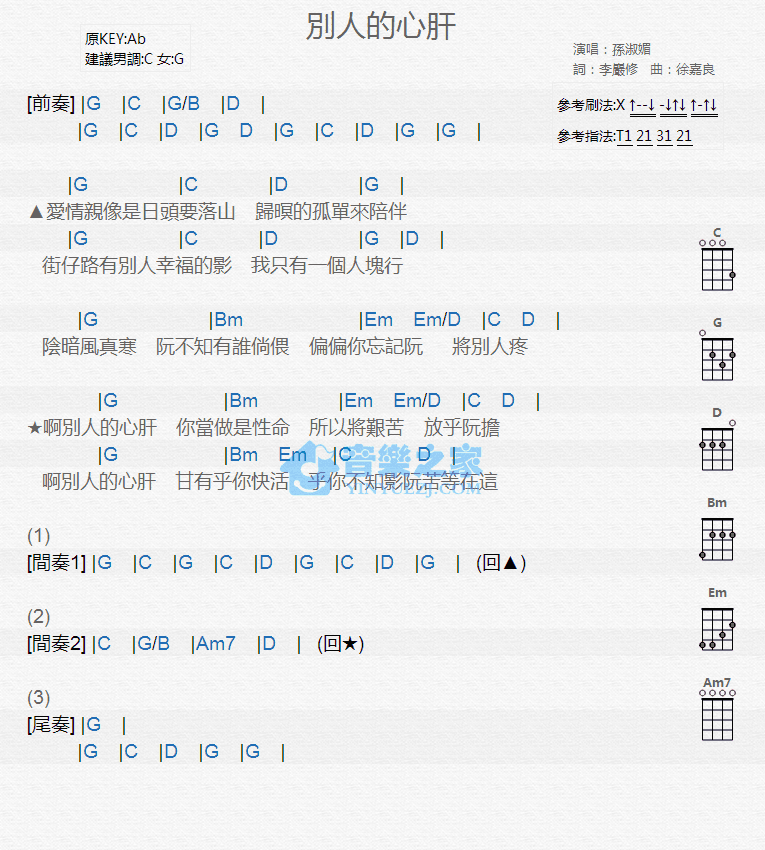 別人的心肝
原KEY:Ab
建議男調:C 女:G
演唱：孫淑媚
詞：李嚴修 曲：徐嘉良
參考刷法:X ↑--↓ -↓↑↓ ↑-↑↓
參考指法:T1 21 31 21
[前奏] |G |C |G/B |D |
|G |C |D |G D |G |C |D |G |G |
|G |C |D |G |
▲愛情親像是日頭要落山 歸暝的孤單來陪伴
|G |C |D |G |D |
街仔路有別人幸福的影 我只有一個人塊行
|G |Bm |Em Em/D |C D |
陰暗風真寒 阮不知有誰倘偎 偏偏你忘記阮 將別人疼
|G |Bm |Em Em/D |C D |
★啊別人的心肝 你當做是性命 所以將艱苦 放乎阮擔
|G |Bm Em |C D |
啊別人的心肝 甘有乎你快活 乎你不知影阮苦等在這
音樂之家
YINYUEZJ.COM
(1)
[間奏1] |G |C |G |C |D |G |C |D |G | (回▲)
(2)
[間奏2] |C |G/B |Am7 |D | (回★)
(3)
[尾奏] |G |
|G |C |D |G |G |
C
G
D
Bm
Em
Am7